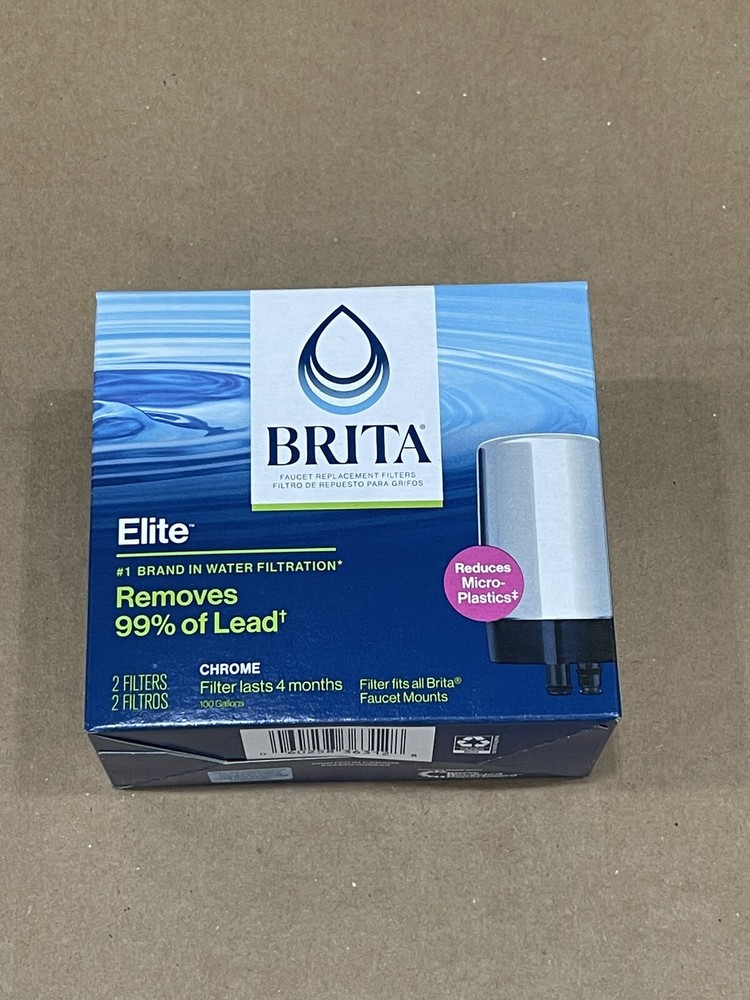 BRITA®
FAUCET REPLACEMENT FILTERS
FILTRO DE REPUESTO PARA GRIFOS
Elite™
#1 BRAND IN WATER FILTRATION*
Removes
99% of Lead†
Reduces
Micro-
Plastics‡
2 FILTERS
2 FILTROS
CHROME
Filter lasts 4 months
100 Gallons
Filter fits all Brita®
Faucet Mounts